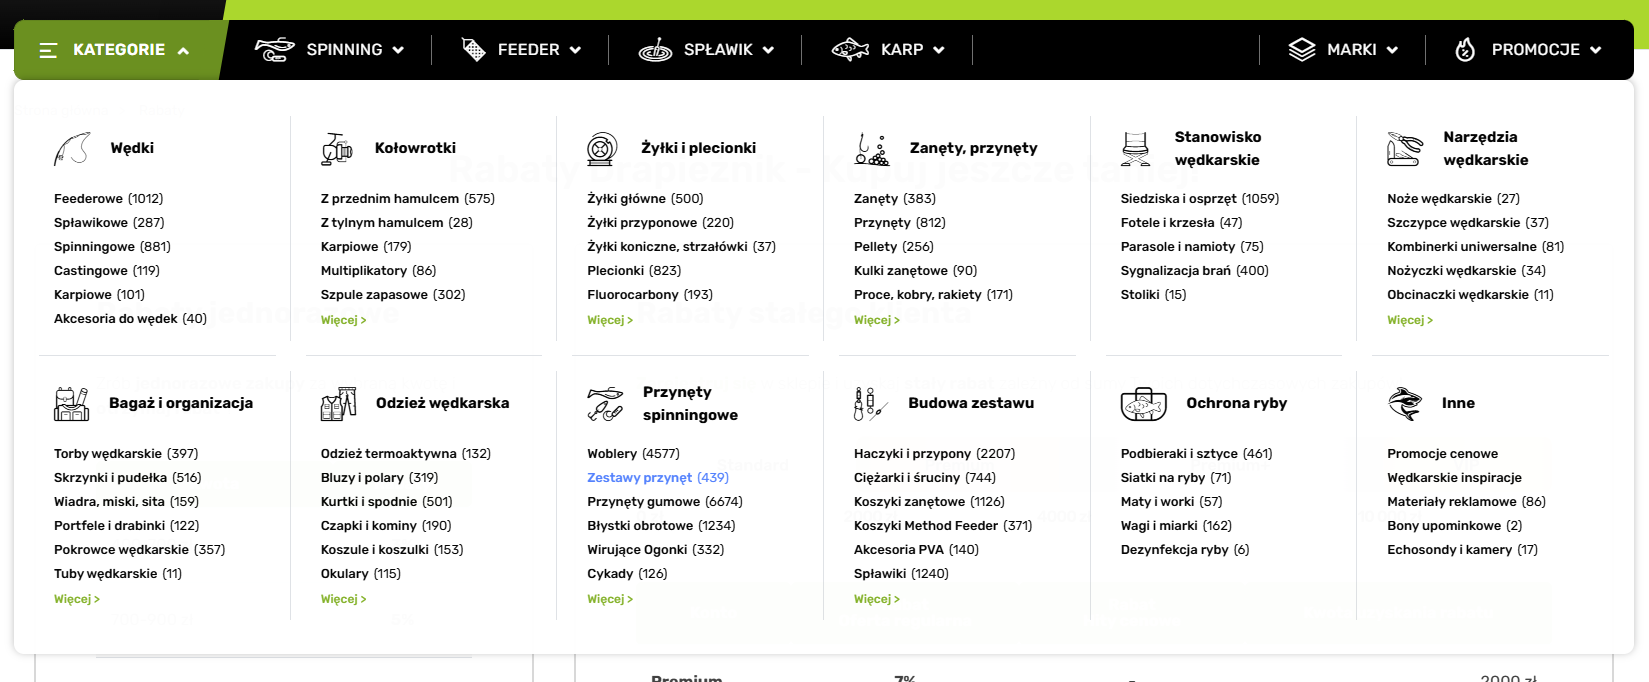 KATEGORIE
SPINNING
FEEDER
SPŁAWIK
KARP
MARKI
PROMOCJE
Wędki
Feederowe (1012)
Spławikowe (287)
Spinningowe (881)
Castingowe (119)
Karpiowe (101)
Akcesoria do wędek (40)
Kołowrotki
Z przednim hamulcem (575)
Z tylnym hamulcem (28)
Karpiowe (179)
Multiplikatory (86)
Szpule zapasowe (302)
Więcej >
Żyłki i plecionki
Żyłki główne (500)
Żyłki przyponowe (220)
Żyłki koniczne, strzałówki (37)
Plecionki (823)
Fluorocarbony (193)
Więcej >
Zanęty, przynęty
Zanęty (383)
Przynęty (812)
Pellety (256)
Kulki zanętowe (90)
Proce, kobry, rakiety (171)
Więcej >
Stanowisko
wędkarskie
Siedziska i osprzęt (1059)
Fotele i krzesła (47)
Parasole i namioty (75)
Sygnalizacja brań (400)
Stoliki (15)
Narzędzia
wędkarskie
Noże wędkarskie (27)
Szczypce wędkarskie (37)
Kombinerki uniwersalne (81)
Nożyczki wędkarskie (34)
Obcinaczki wędkarskie (11)
Więcej >
Bagaż i organizacja
Torby wędkarskie (397)
Skrzynki i pudełka (516)
Wiadra, miski, sita (159)
Portfele i drabinki (122)
Pokrowce wędkarskie (357)
Tuby wędkarskie (11)
Więcej >
Odzież wędkarska
Odzież termoaktywna (132)
Bluzy i polary (319)
Kurtki i spodnie (501)
Czapki i kominy (190)
Koszule i koszulki (153)
Okulary (115)
Więcej >
Przynęty
spinningowe
Woblery (4577)
Zestawy przynęt (439)
Przynęty gumowe (6674)
Błystki obrotowe (1234)
Wirujące Ogonki (332)
Cykady (126)
Więcej >
Budowa zestawu
Haczyki i przypony (2207)
Ciężarki i śruciny (744)
Koszyki zanętowe (1126)
Koszyki Method Feeder (371)
Akcesoria PVA (140)
Spławiki (1240)
Więcej >
Ochrona ryby
Podbieraki i sztyce (461)
Siatki na ryby (71)
Maty i worki (57)
Wagi i miarki (162)
Dezynfekcja ryby (6)
Inne
Promocje cenowe
Wędkarskie inspiracje
Materiały reklamowe (86)
Bony upominkowe (2)
Echosondy i kamery (17)
Rabaty Drapieżnik - Kupuj jeszcze taniej!
Premium 7% - 2000 zł